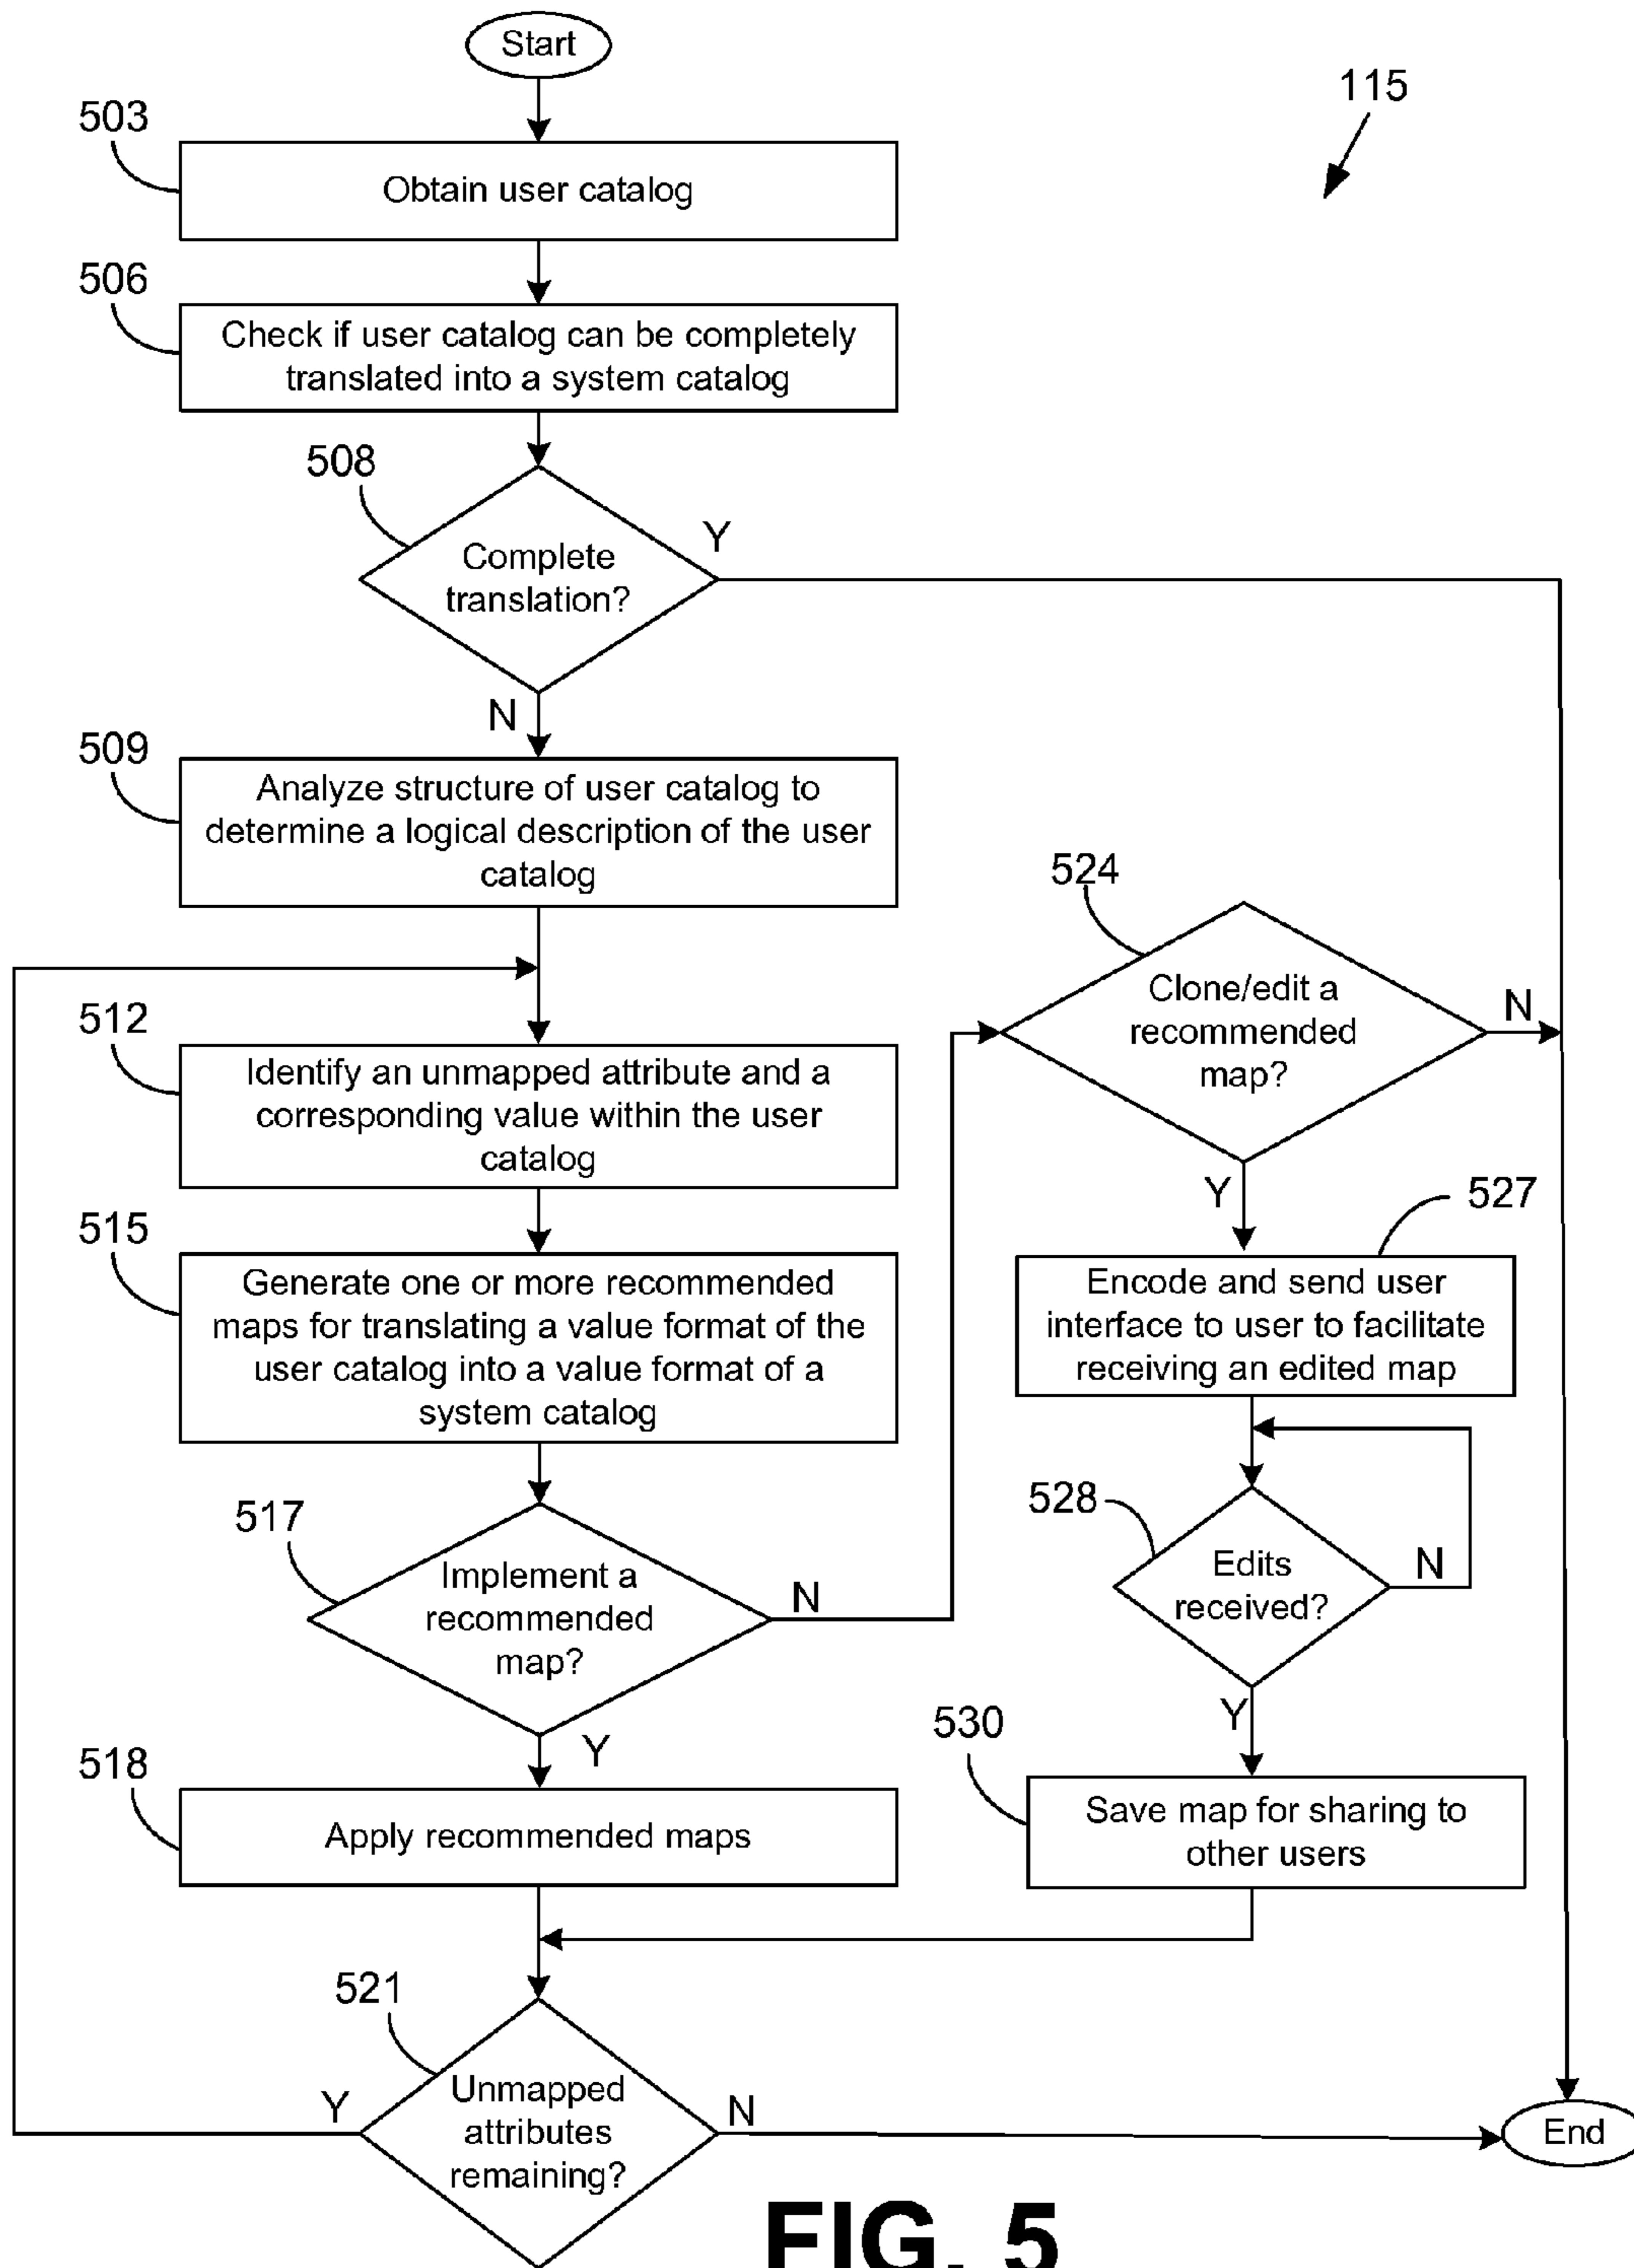 Start
115
503
Obtain user catalog
506
Check if user catalog can be completely
translated into a system catalog
508
Complete
translation?
Y
N
509
Analyze structure of user catalog to
determine a logical description of the user
catalog
512
Identify an unmapped attribute and a
corresponding value within the user
catalog
515
Generate one or more recommended
maps for translating a value format of the
user catalog into a value format of a
system catalog
517
Implement a
recommended
map?
N
Y
518
Apply recommended maps
521
Unmapped
attributes
remaining?
Y
N
524
Clone/edit a
recommended
map?
N
Y
527
Encode and send user
interface to user to facilitate
receiving an edited map
528
Edits
received?
N
Y
530
Save map for sharing to
other users
End
FIG. 5